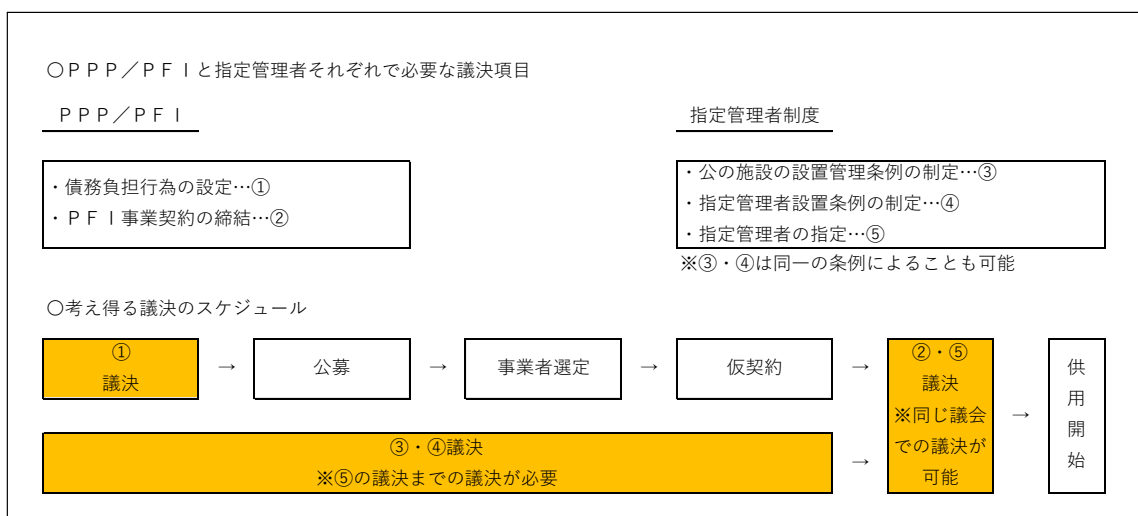 〇ＰＰＰ／ＰＦＩと指定管理者それぞれで必要な議決項目
ＰＰＰ／ＰＦＩ
指定管理者制度
・債務負担行為の設定…①
・ＰＦＩ事業契約の締結…②
・公の施設の設置管理条例の制定…③
・指定管理者設置条例の制定…④
・指定管理者の指定…⑤
※③・④は同一の条例によることも可能
〇考え得る議決のスケジュール
①
議決
→
公募
→
事業者選定
→
仮契約
→
②・⑤
議決
※同じ議会
での議決が
可能
→
供
用
開
始
③・④議決
※⑤の議決までの議決が必要
→